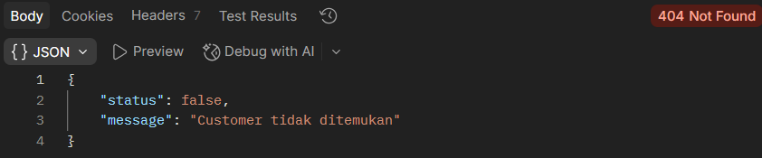 Body Cookies Headers 7 Test Results 404 Not Found
{} JSON Preview Debug with AI
1 {
2 "status": false,
3 "message": "Customer tidak ditemukan"
4 }